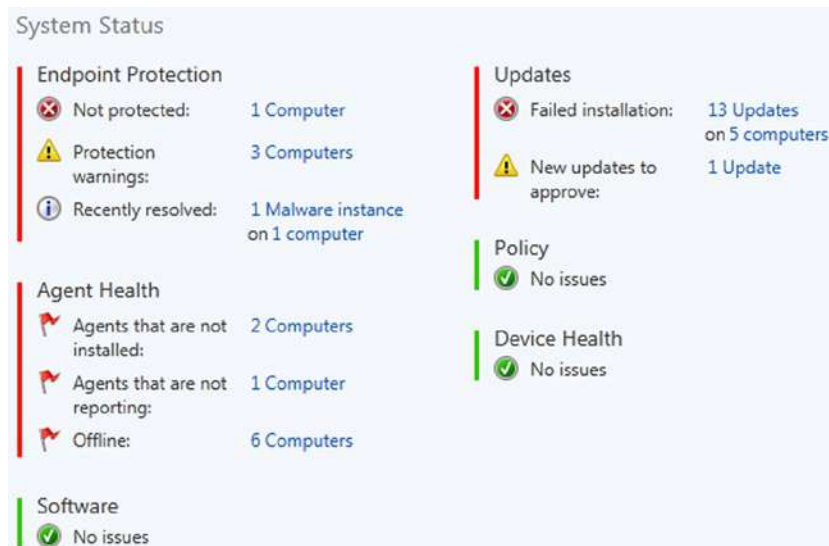 System Status
Endpoint Protection
Not protected: 1 Computer
Protection warnings: 3 Computers
Recently resolved: 1 Malware instance
on 1 computer
Agent Health
Agents that are not installed: 2 Computers
Agents that are not reporting: 1 Computer
Offline: 6 Computers
Software
No issues
Updates
Failed installation: 13 Updates
on 5 computers
New updates to approve: 1 Update
Policy
No issues
Device Health
No issues